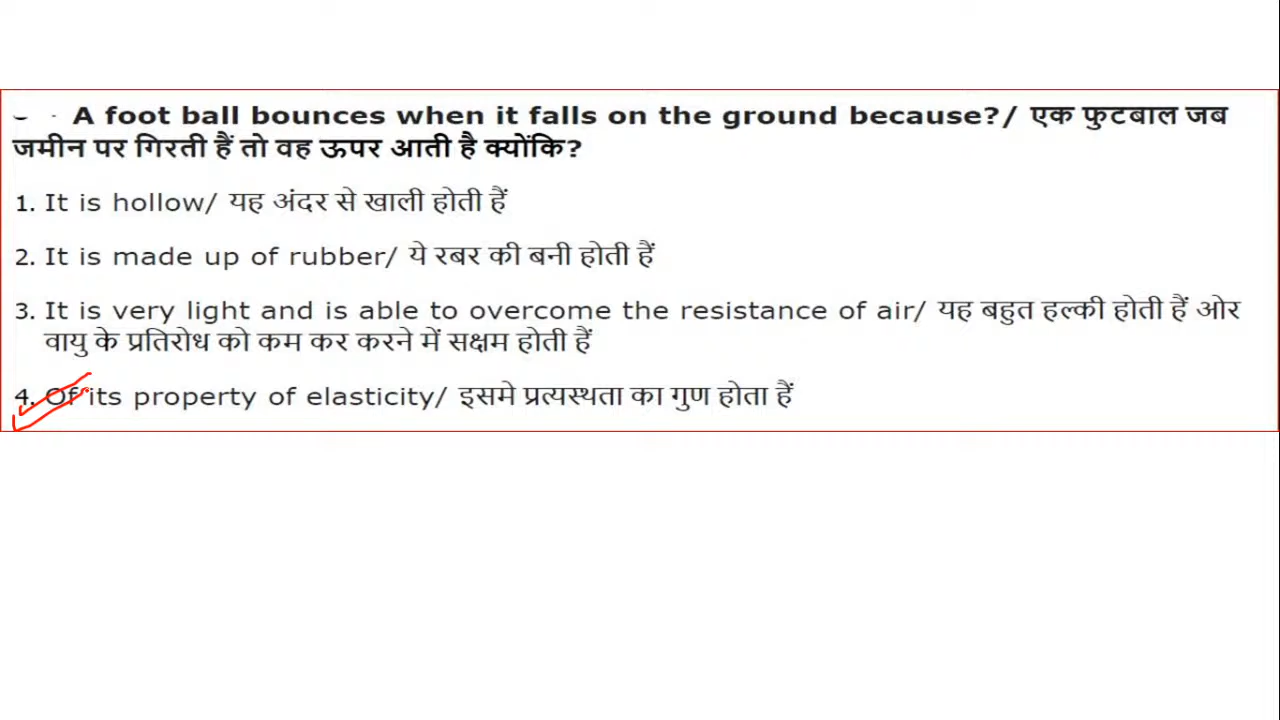 A foot ball bounces when it falls on the ground because?/ एक फुटबाल जब
जमीन पर गिरती हैं तो वह ऊपर आती है क्योंकि?
1. It is hollow/ यह अंदर से खाली होती हैं
2. It is made up of rubber/ ये रबर की बनी होती हैं
3. It is very light and is able to overcome the resistance of air/ यह बहुत हल्की होती हैं ओर
वायु के प्रतिरोध को कम कर करने में सक्षम होती हैं
4. Of its property of elasticity/ इसमे प्रत्यस्थता का गुण होता हैं